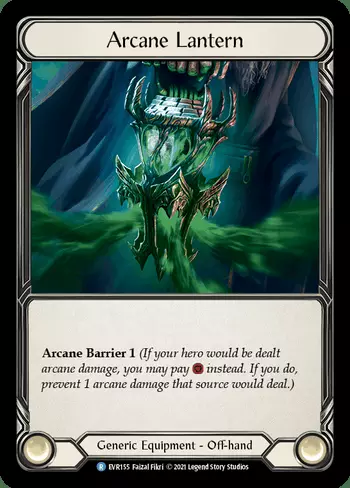 Arcane Lantern
Arcane Barrier 1 (If your hero would be dealt
arcane damage, you may pay instead. If you do,
prevent 1 arcane damage that source would deal.)
Generic Equipment - Off-hand
R EVR155 Faizal Fikri © 2021 Legend Story Studios